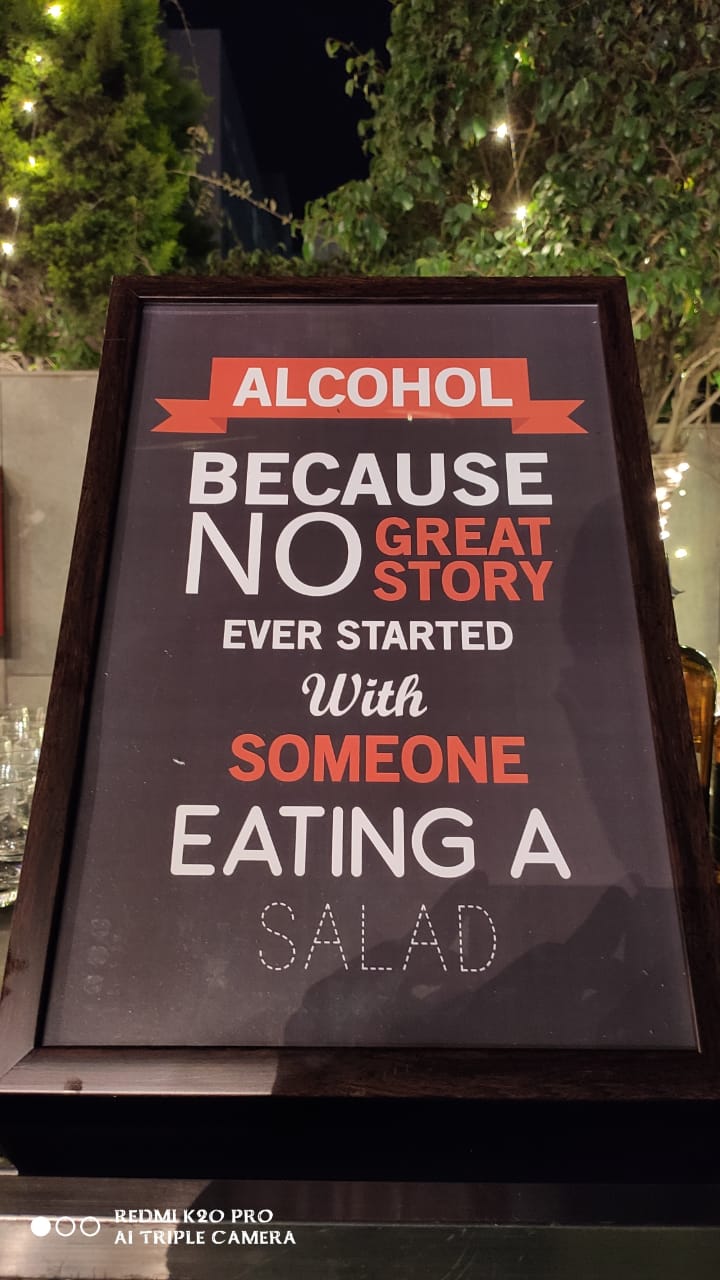 ALCOHOL
BECAUSE
NO GREAT
STORY
EVER STARTED
With
SOMEONE
EATING A
SALAD
REDMI K20 PRO
AI TRIPLE CAMERA